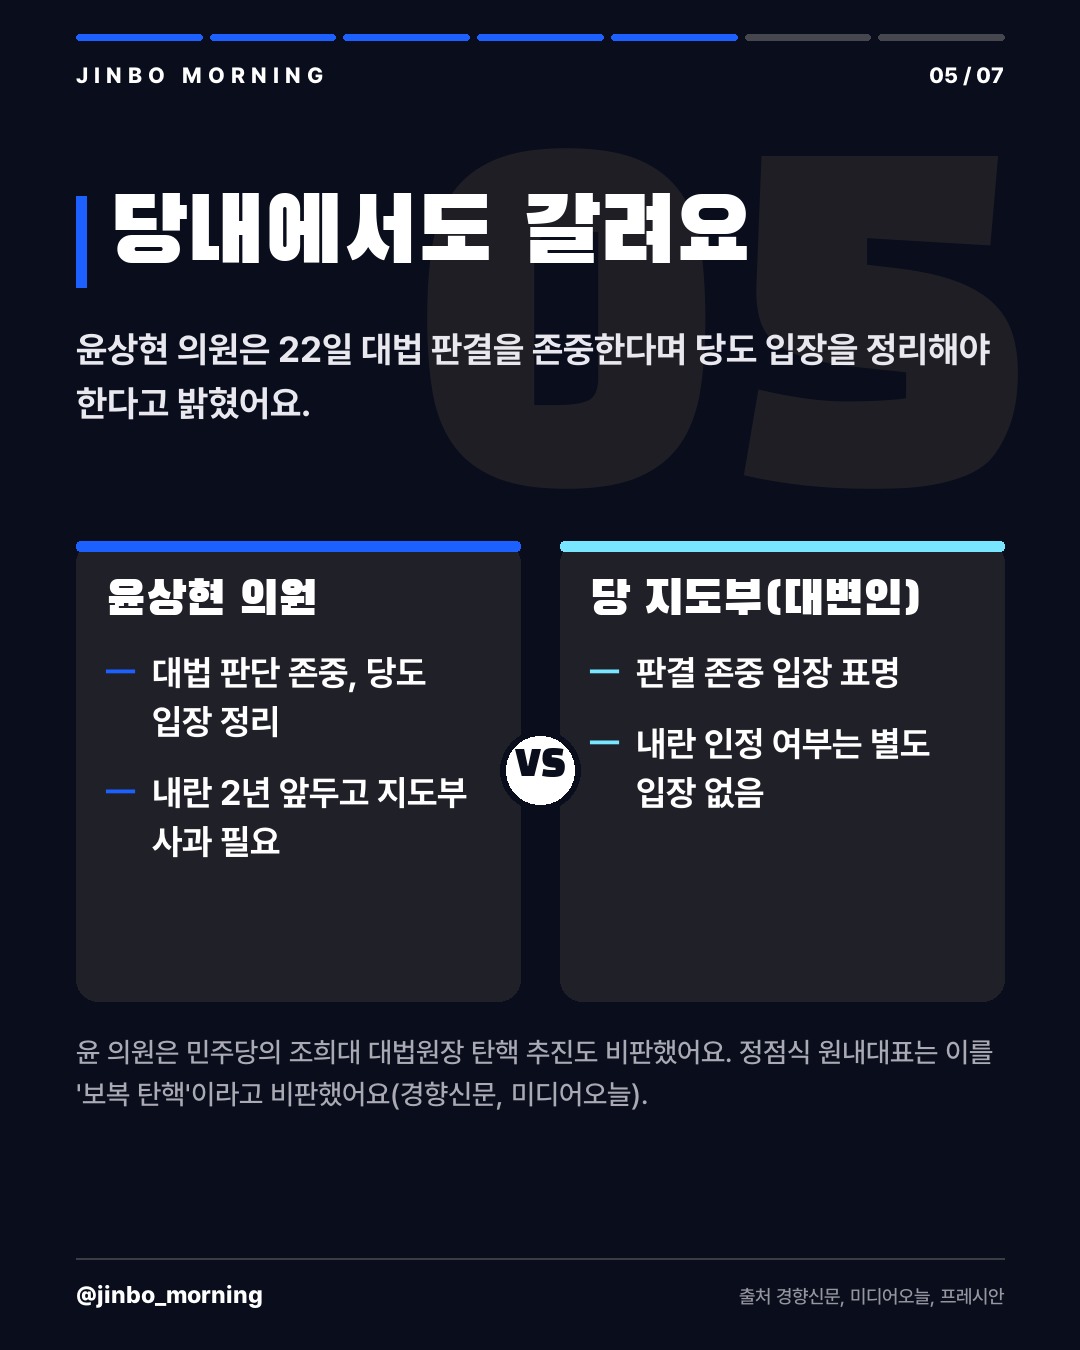 JINBO MORNING
05 / 07
05
당내에서도 갈려요
윤상현 의원은 22일 대법 판결을 존중한다며 당도 입장을 정리해야
한다고 밝혔어요.
윤상현 의원
— 대법 판단 존중, 당도
입장 정리
— 내란 2년 앞두고 지도부
사과 필요
VS
당 지도부(대변인)
— 판결 존중 입장 표명
— 내란 인정 여부는 별도
입장 없음
윤 의원은 민주당의 조희대 대법원장 탄핵 추진도 비판했어요. 정점식 원내대표는 이를
'보복 탄핵'이라고 비판했어요(경향신문, 미디어오늘).
@jinbo_morning
출처 경향신문, 미디어오늘, 프레시안